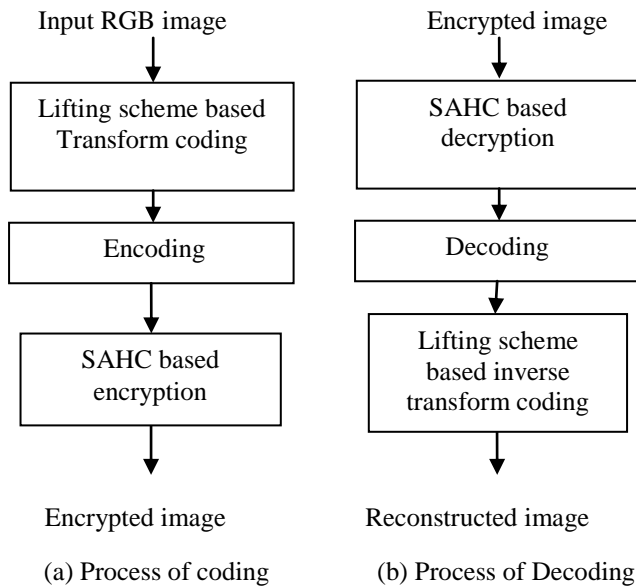 Input RGB image
Lifting scheme based
Transform coding
Encoding
SAHC based
encryption
Encrypted image
(a) Process of coding
Encrypted image
SAHC based
decryption
Decoding
Lifting scheme
based inverse
transform coding
Reconstructed image
(b) Process of Decoding